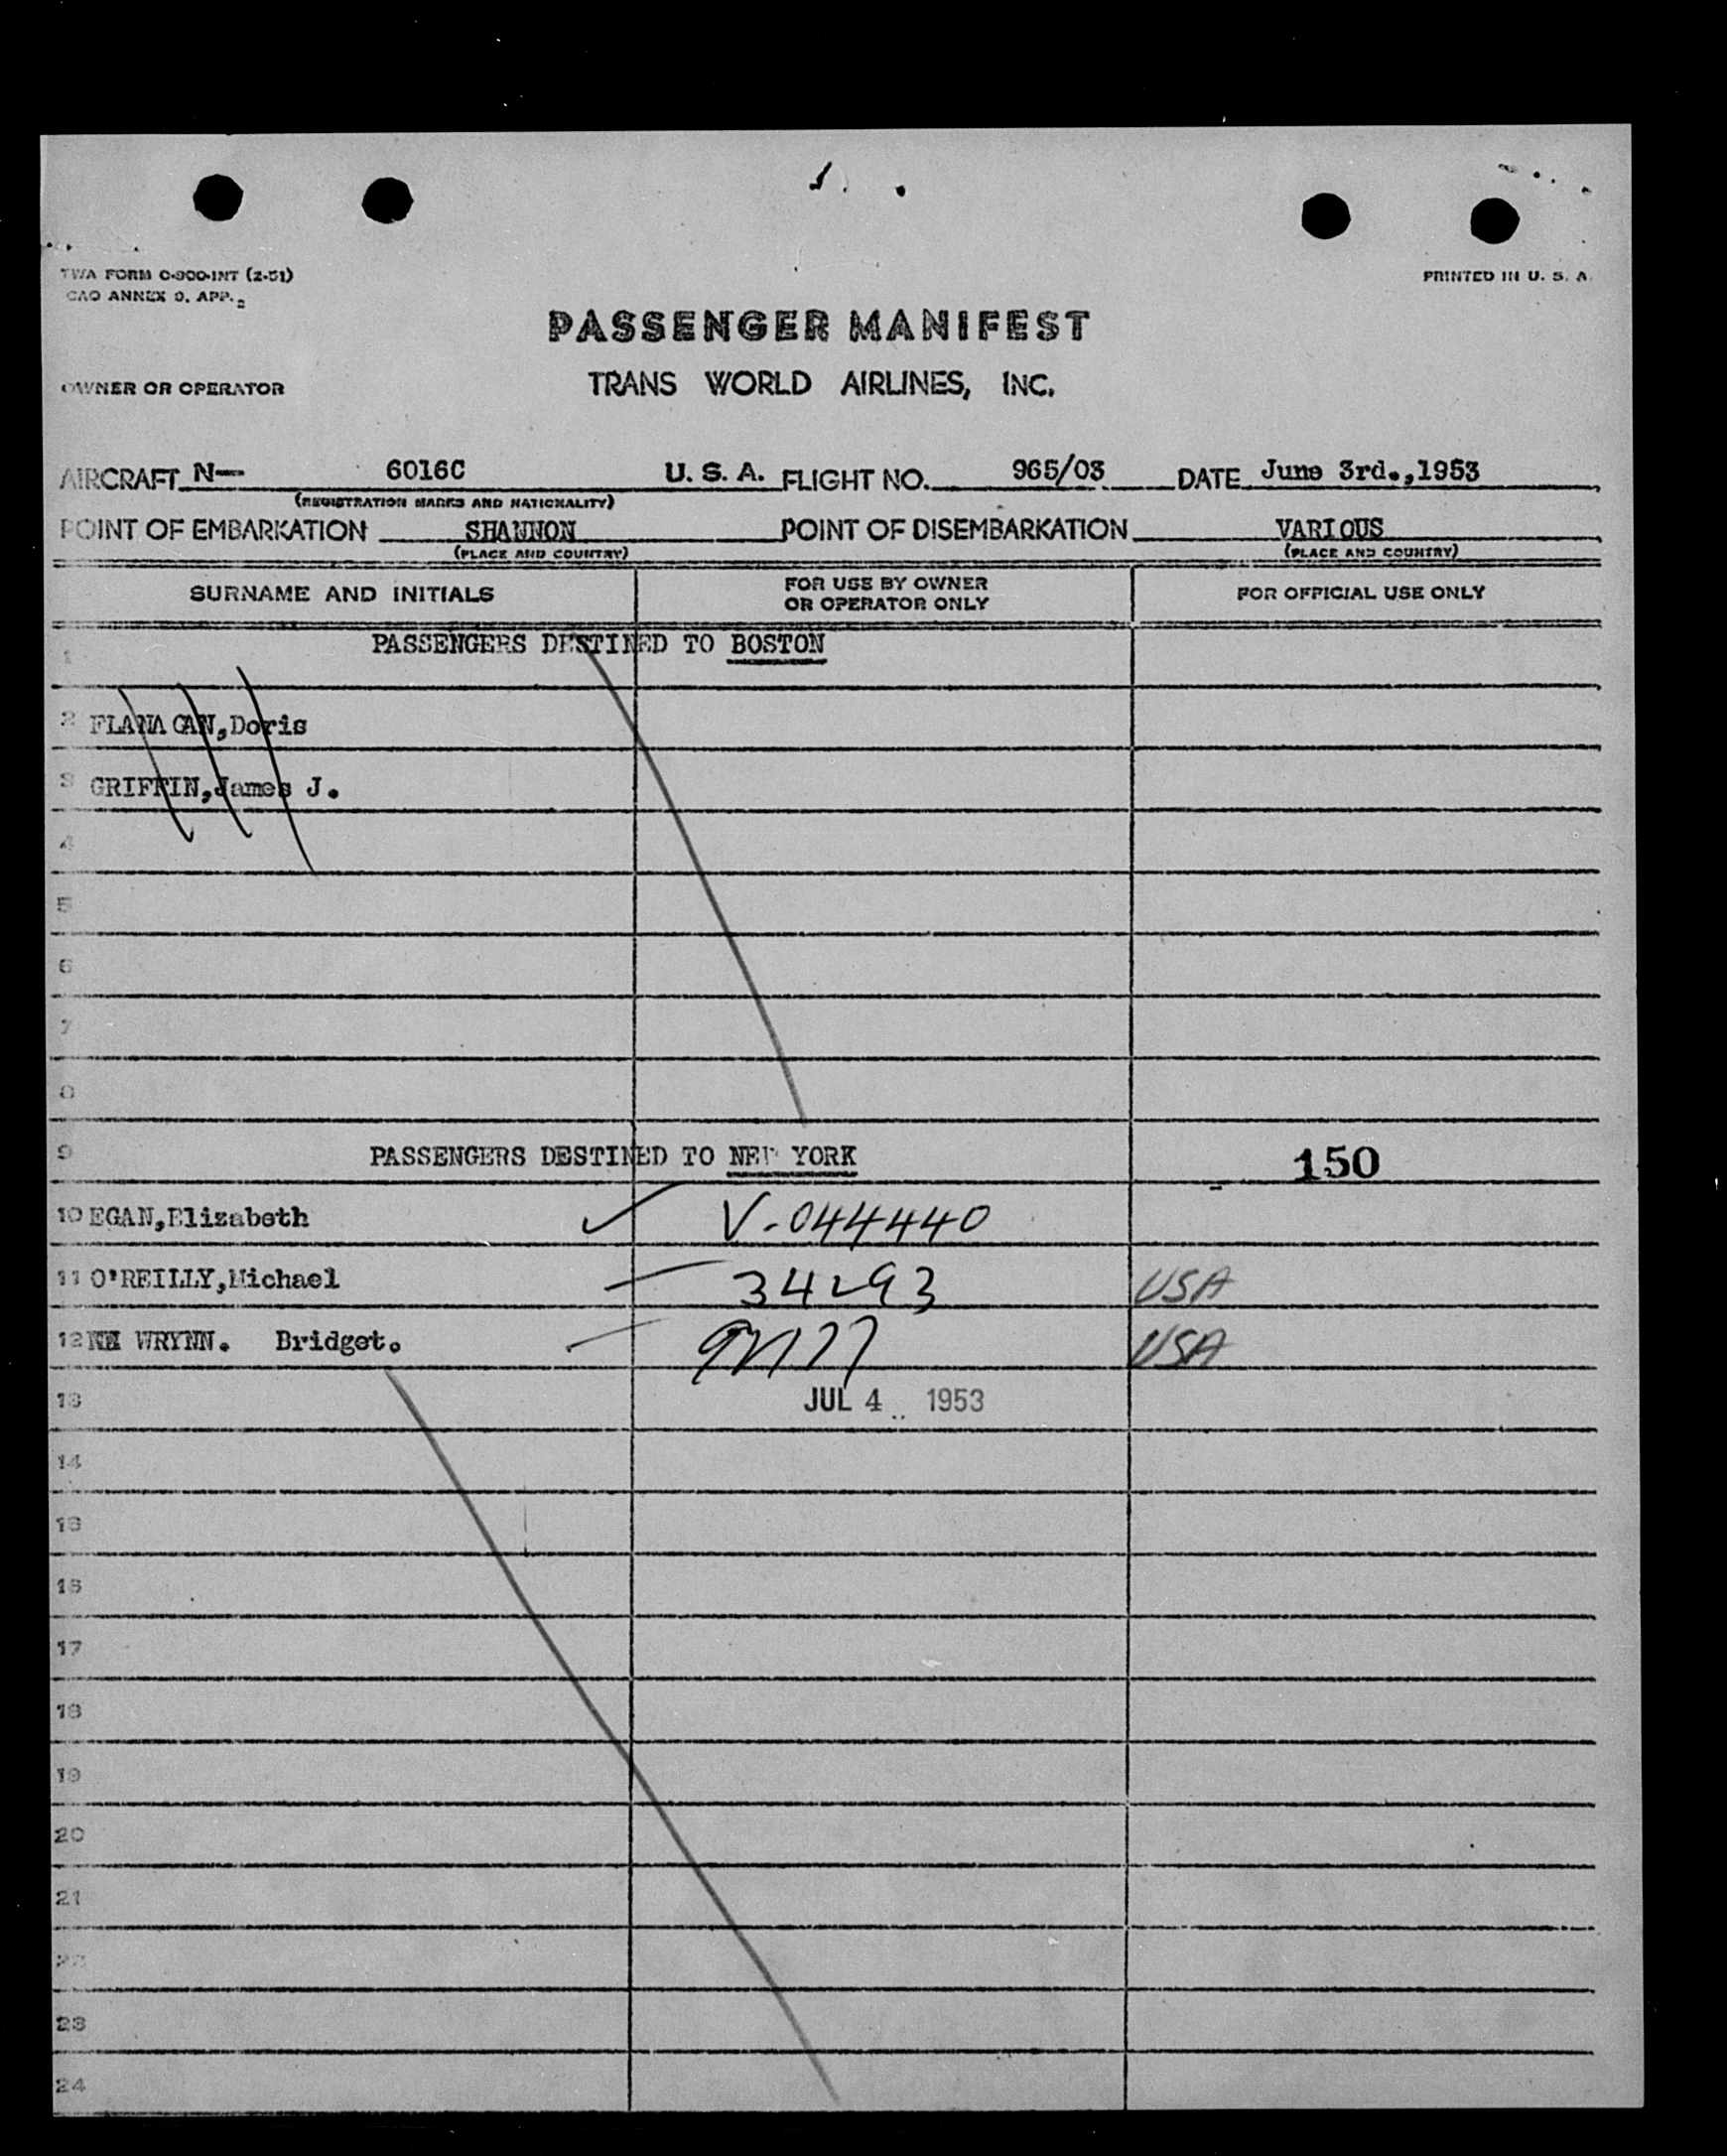 1.
TWA FORM O-900-INT (2-51)
PRINTED IN U. S. A.
CAO ANNEX 9. APP. 2
PASSENGER MANIFEST
OWNER OR OPERATOR
TRANS WORLD AIRLINES, INC.
AIRCRAFT N- 6016C U. S. A. FLIGHT NO. 965/03 DATE June 3rd.,1953
(REGISTRATION MARKS AND NATIONALITY)
POINT OF EMBARKATION SHANNON POINT OF DISEMBARKATION VARIOUS
(PLACE AND COUNTRY) (PLACE AND COUNTRY)
SURNAME AND INITIALS FOR USE BY OWNER OR OPERATOR ONLY FOR OFFICIAL USE ONLY
1 PASSENGERS DESTINED TO BOSTON
2 FLANAGAN,Doris
3 GRIFFIN,James J.
4
5
6
7
8
9 PASSENGERS DESTINED TO NEW YORK 150
10 EGAN,Elizabeth V-044440
11 O'REILLY,Michael 34293 USA
12 WRYNN. Bridget. USA
13 JUL 4 1953
14
15
16
17
18
19
20
21
22
23
24